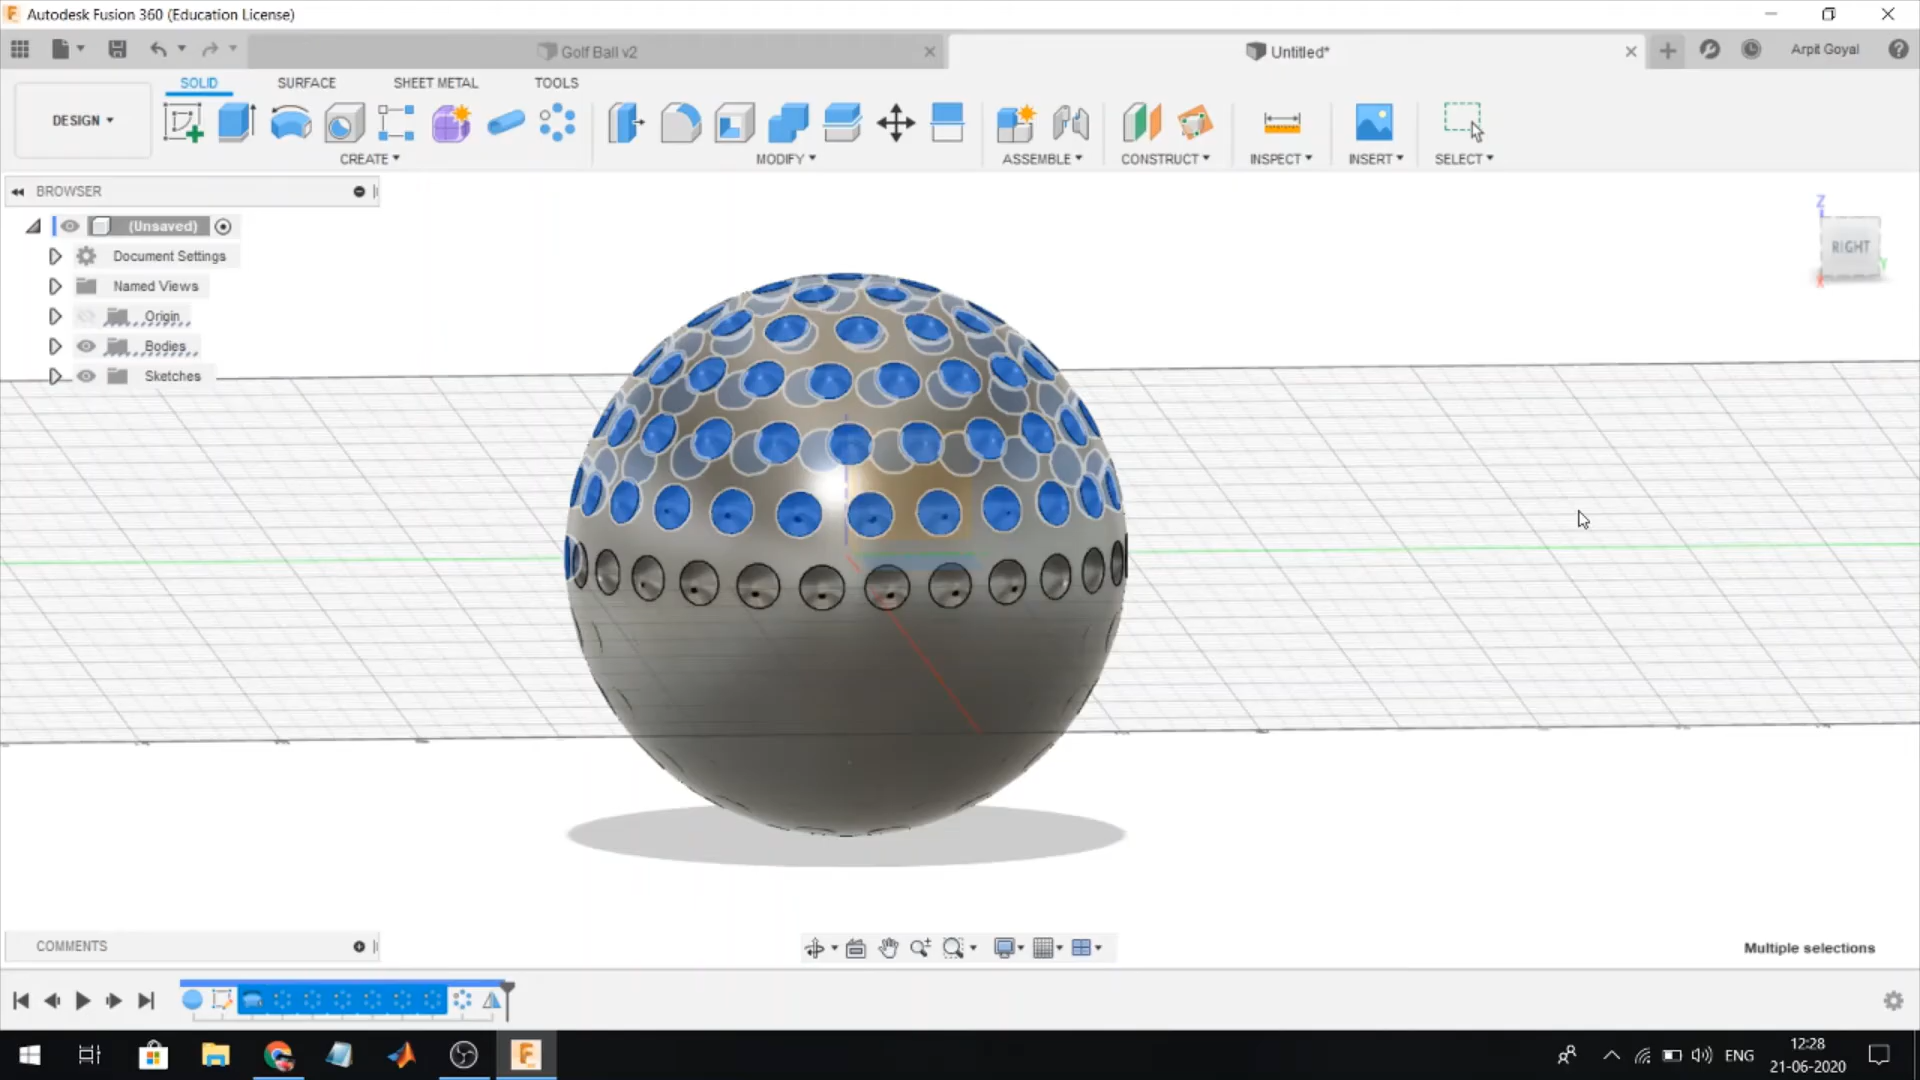 Autodesk Fusion 360 (Education License)
Golf Ball v2
Untitled*
Arpit Goyal
SOLID
SURFACE
SHEET METAL
TOOLS
DESIGN
CREATE
MODIFY
ASSEMBLE
CONSTRUCT
INSPECT
INSERT
SELECT
BROWSER
(Unsaved)
Document Settings
Named Views
Origin
Bodies
Sketches
Z
RIGHT
Y
X
COMMENTS
Multiple selections
ENG
12:28
21-06-2020